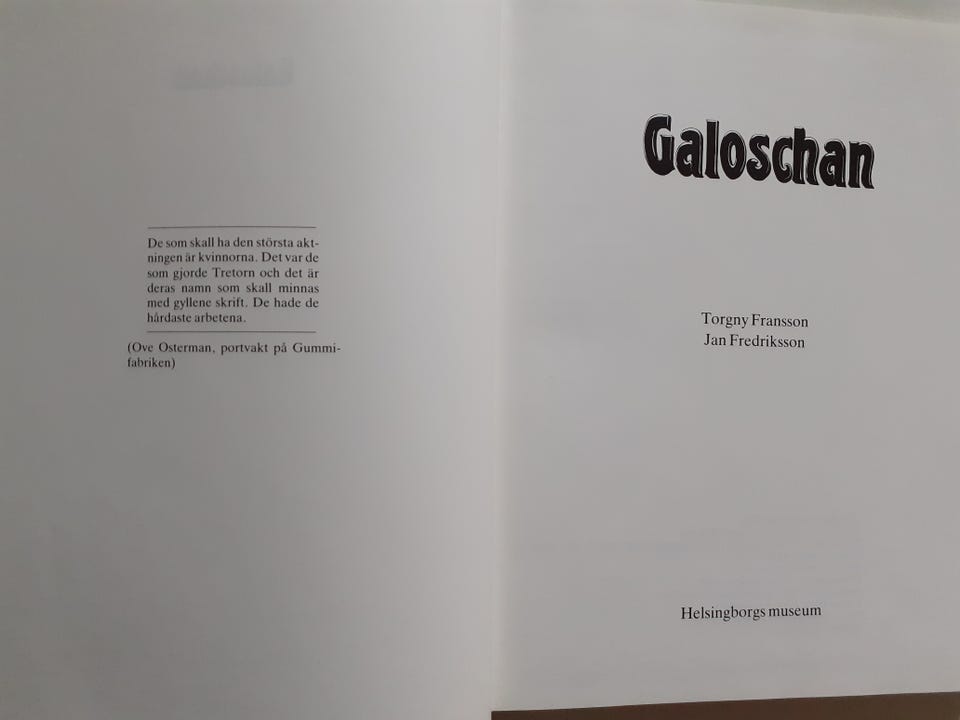 De som skall ha den största akt-
ningen är kvinnorna. Det var de
som gjorde Tretorn och det är
deras namn som skall minnas
med gyllene skrift. De hade de
hårdaste arbetena.
(Ove Osterman, portvakt på Gummi-
fabriken)
Galoschan
Torgny Fransson
Jan Fredriksson
Helsingborgs museum